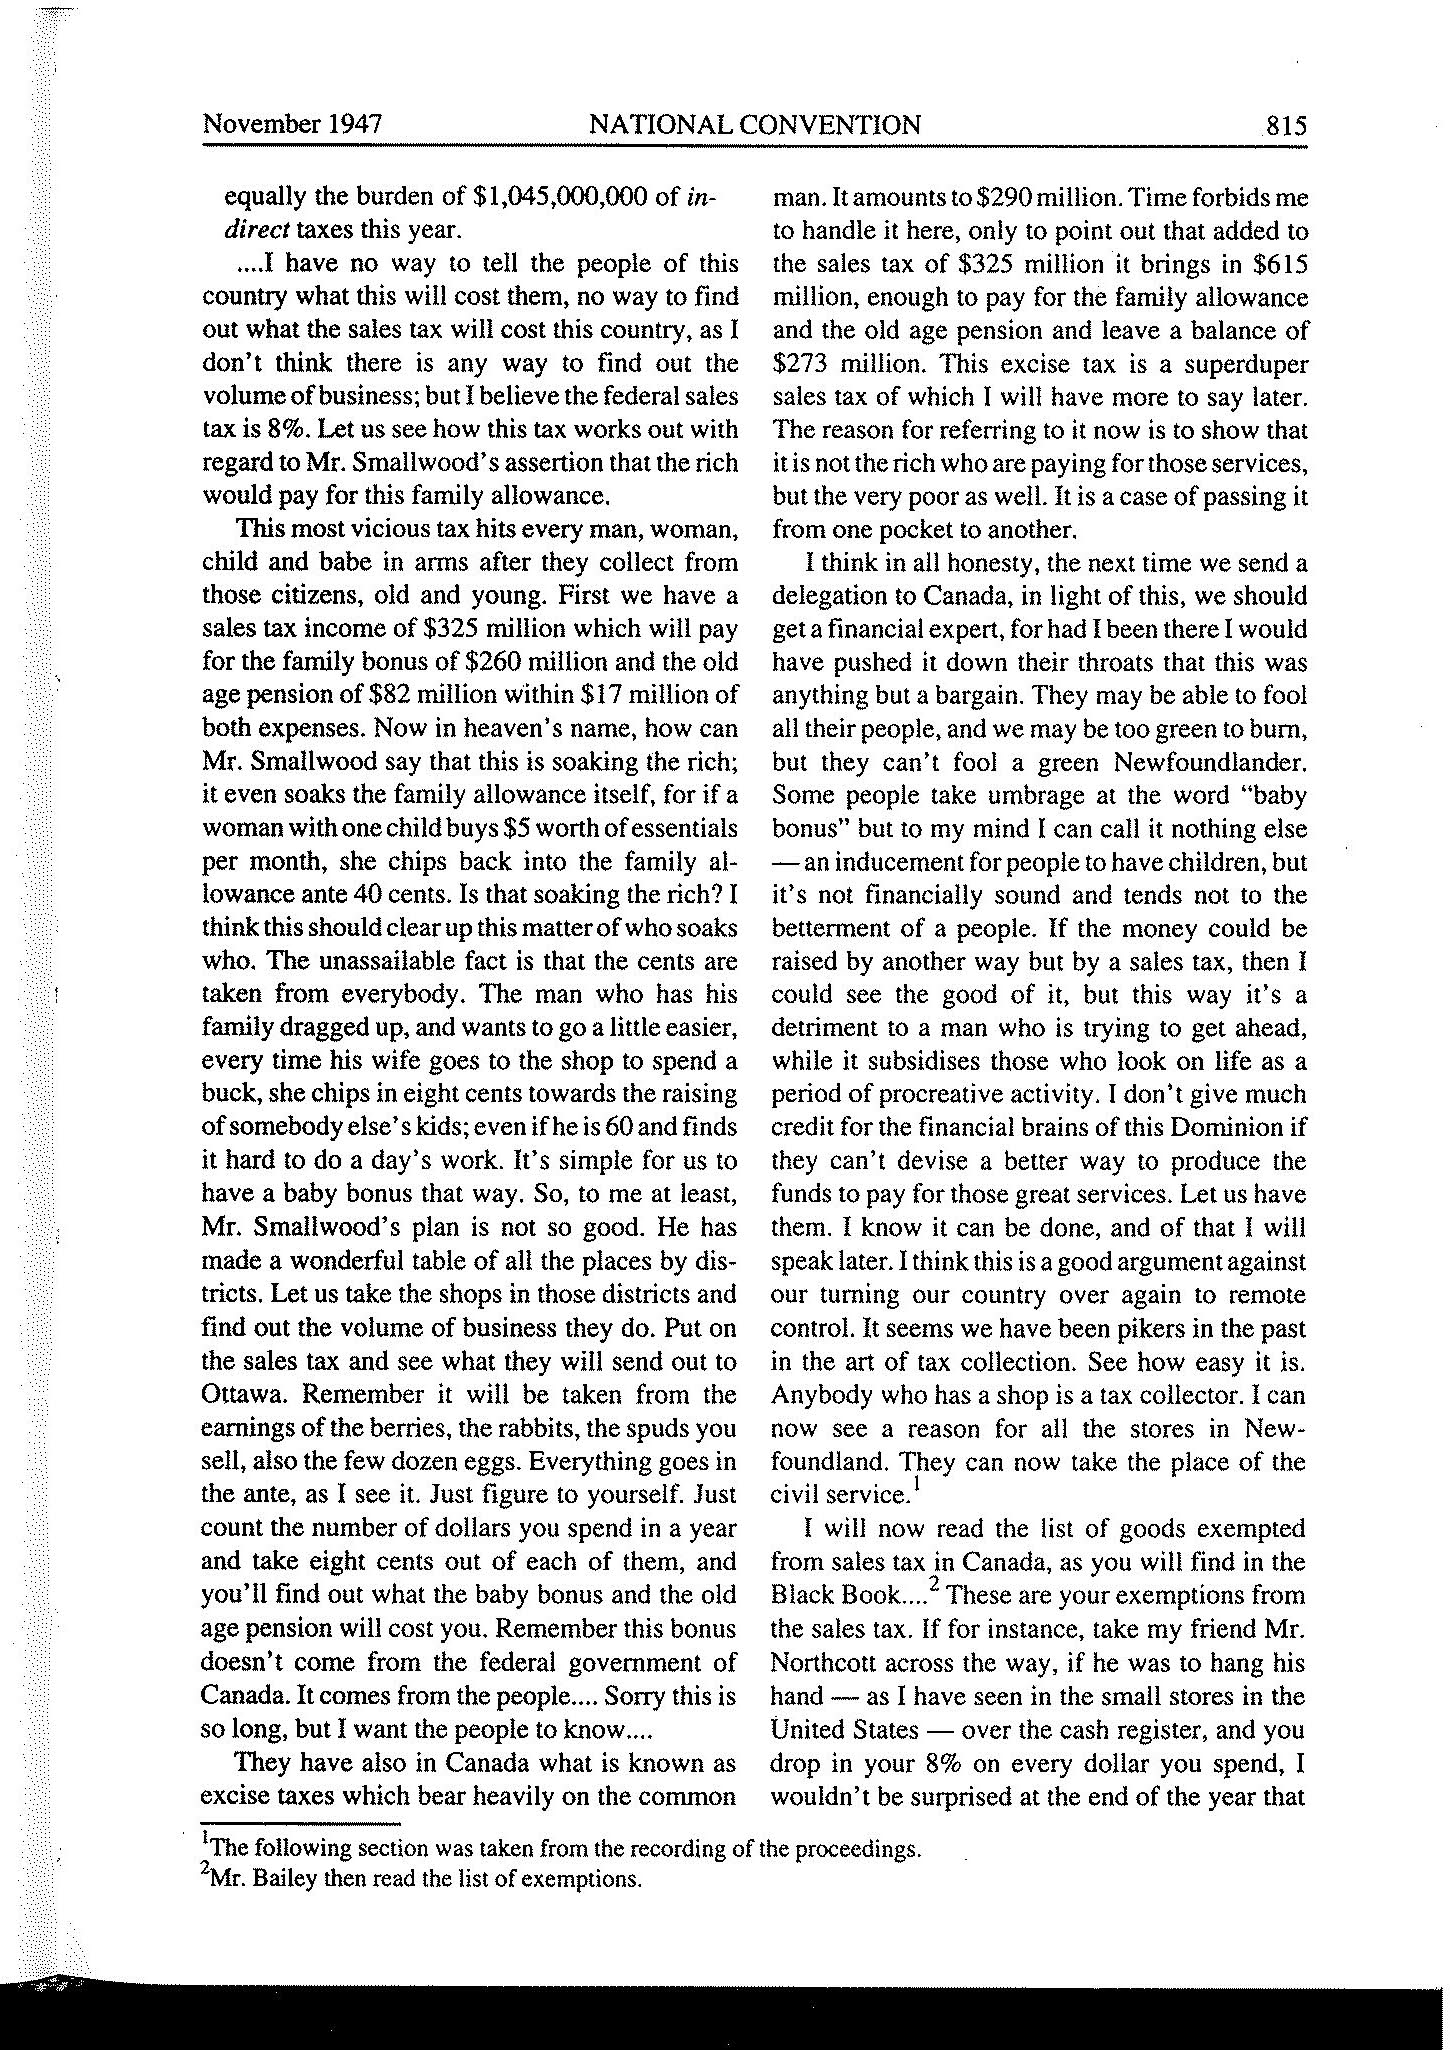 November 1947 NATIONAL CONVENTION 815
equally the burden of $1,045,000,000 of in-
direct taxes this year.
....I have no way to tell the people of this
country what this will cost them, no way to find
out what the sales tax will cost this country, as I
don't think there is any way to find out the
volume of business; but I believe the federal sales
tax is 8%. Let us see how this tax works out with
regard to Mr. Smallwood's assertion that the rich
would pay for this family allowance.
This most vicious tax hits every man, woman,
child and babe in arms after they collect from
those citizens, old and young. First we have a
sales tax income of $325 million which will pay
for the family bonus of $260 million and the old
age pension of $82 million within $17 million of
both expenses. Now in heaven's name, how can
Mr. Smallwood say that this is soaking the rich;
it even soaks the family allowance itself, for if a
woman with one child buys $5 worth of essentials
per month, she chips back into the family al-
lowance ante 40 cents. Is that soaking the rich? I
think this should clear up this matter of who soaks
who. The unassailable fact is that the cents are
taken from everybody. The man who has his
family dragged up, and wants to go a little easier,
every time his wife goes to the shop to spend a
buck, she chips in eight cents towards the raising
of somebody else's kids; even if he is 60 and finds
it hard to do a day's work. It's simple for us to
have a baby bonus that way. So, to me at least,
Mr. Smallwood's plan is not so good. He has
made a wonderful table of all the places by dis-
tricts. Let us take the shops in those districts and
find out the volume of business they do. Put on
the sales tax and see what they will send out to
Ottawa. Remember it will be taken from the
earnings of the berries, the rabbits, the spuds you
sell, also the few dozen eggs. Everything goes in
the ante, as I see it. Just figure to yourself. Just
count the number of dollars you spend in a year
and take eight cents out of each of them, and
you'll find out what the baby bonus and the old
age pension will cost you. Remember this bonus
doesn't come from the federal government of
Canada. It comes from the people.... Sorry this is
so long, but I want the people to know....
They have also in Canada what is known as
excise taxes which bear heavily on the common
man. It amounts to $290 million. Time forbids me
to handle it here, only to point out that added to
the sales tax of $325 million it brings in $615
million, enough to pay for the family allowance
and the old age pension and leave a balance of
$273 million. This excise tax is a superduper
sales tax of which I will have more to say later.
The reason for referring to it now is to show that
it is not the rich who are paying for those services,
but the very poor as well. It is a case of passing it
from one pocket to another.
I think in all honesty, the next time we send a
delegation to Canada, in light of this, we should
get a financial expert, for had I been there I would
have pushed it down their throats that this was
anything but a bargain. They may be able to fool
all their people, and we may be too green to burn,
but they can't fool a green Newfoundlander.
Some people take umbrage at the word "baby
bonus" but to my mind I can call it nothing else
— an inducement for people to have children, but
it's not financially sound and tends not to the
betterment of a people. If the money could be
raised by another way but by a sales tax, then I
could see the good of it, but this way it's a
detriment to a man who is trying to get ahead,
while it subsidises those who look on life as a
period of procreative activity. I don't give much
credit for the financial brains of this Dominion if
they can't devise a better way to produce the
funds to pay for those great services. Let us have
them. I know it can be done, and of that I will
speak later. I think this is a good argument against
our turning our country over again to remote
control. It seems we have been pikers in the past
in the art of tax collection. See how easy it is.
Anybody who has a shop is a tax collector. I can
now see a reason for all the stores in New-
foundland. They can now take the place of the
civil service.1
I will now read the list of goods exempted
from sales tax in Canada, as you will find in the
Black Book....2 These are your exemptions from
the sales tax. If for instance, take my friend Mr.
Northcott across the way, if he was to hang his
hand — as I have seen in the small stores in the
United States — over the cash register, and you
drop in your 8% on every dollar you spend, I
wouldn't be surprised at the end of the year that
1The following section was taken from the recording of the proceedings.
2Mr. Bailey then read the list of exemptions.